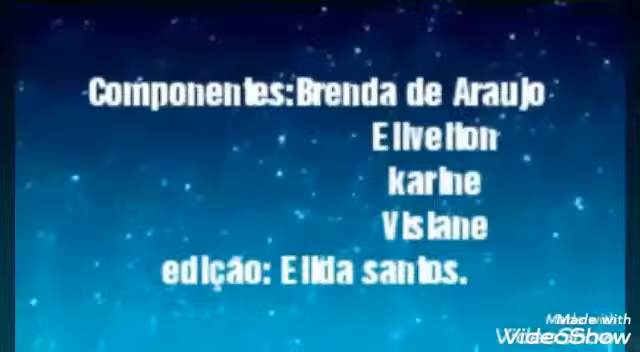 Componentes:Brenda de Araujo
Elivelton
karine
Visiane
edição: Elida santos.
Made with
VideoShow